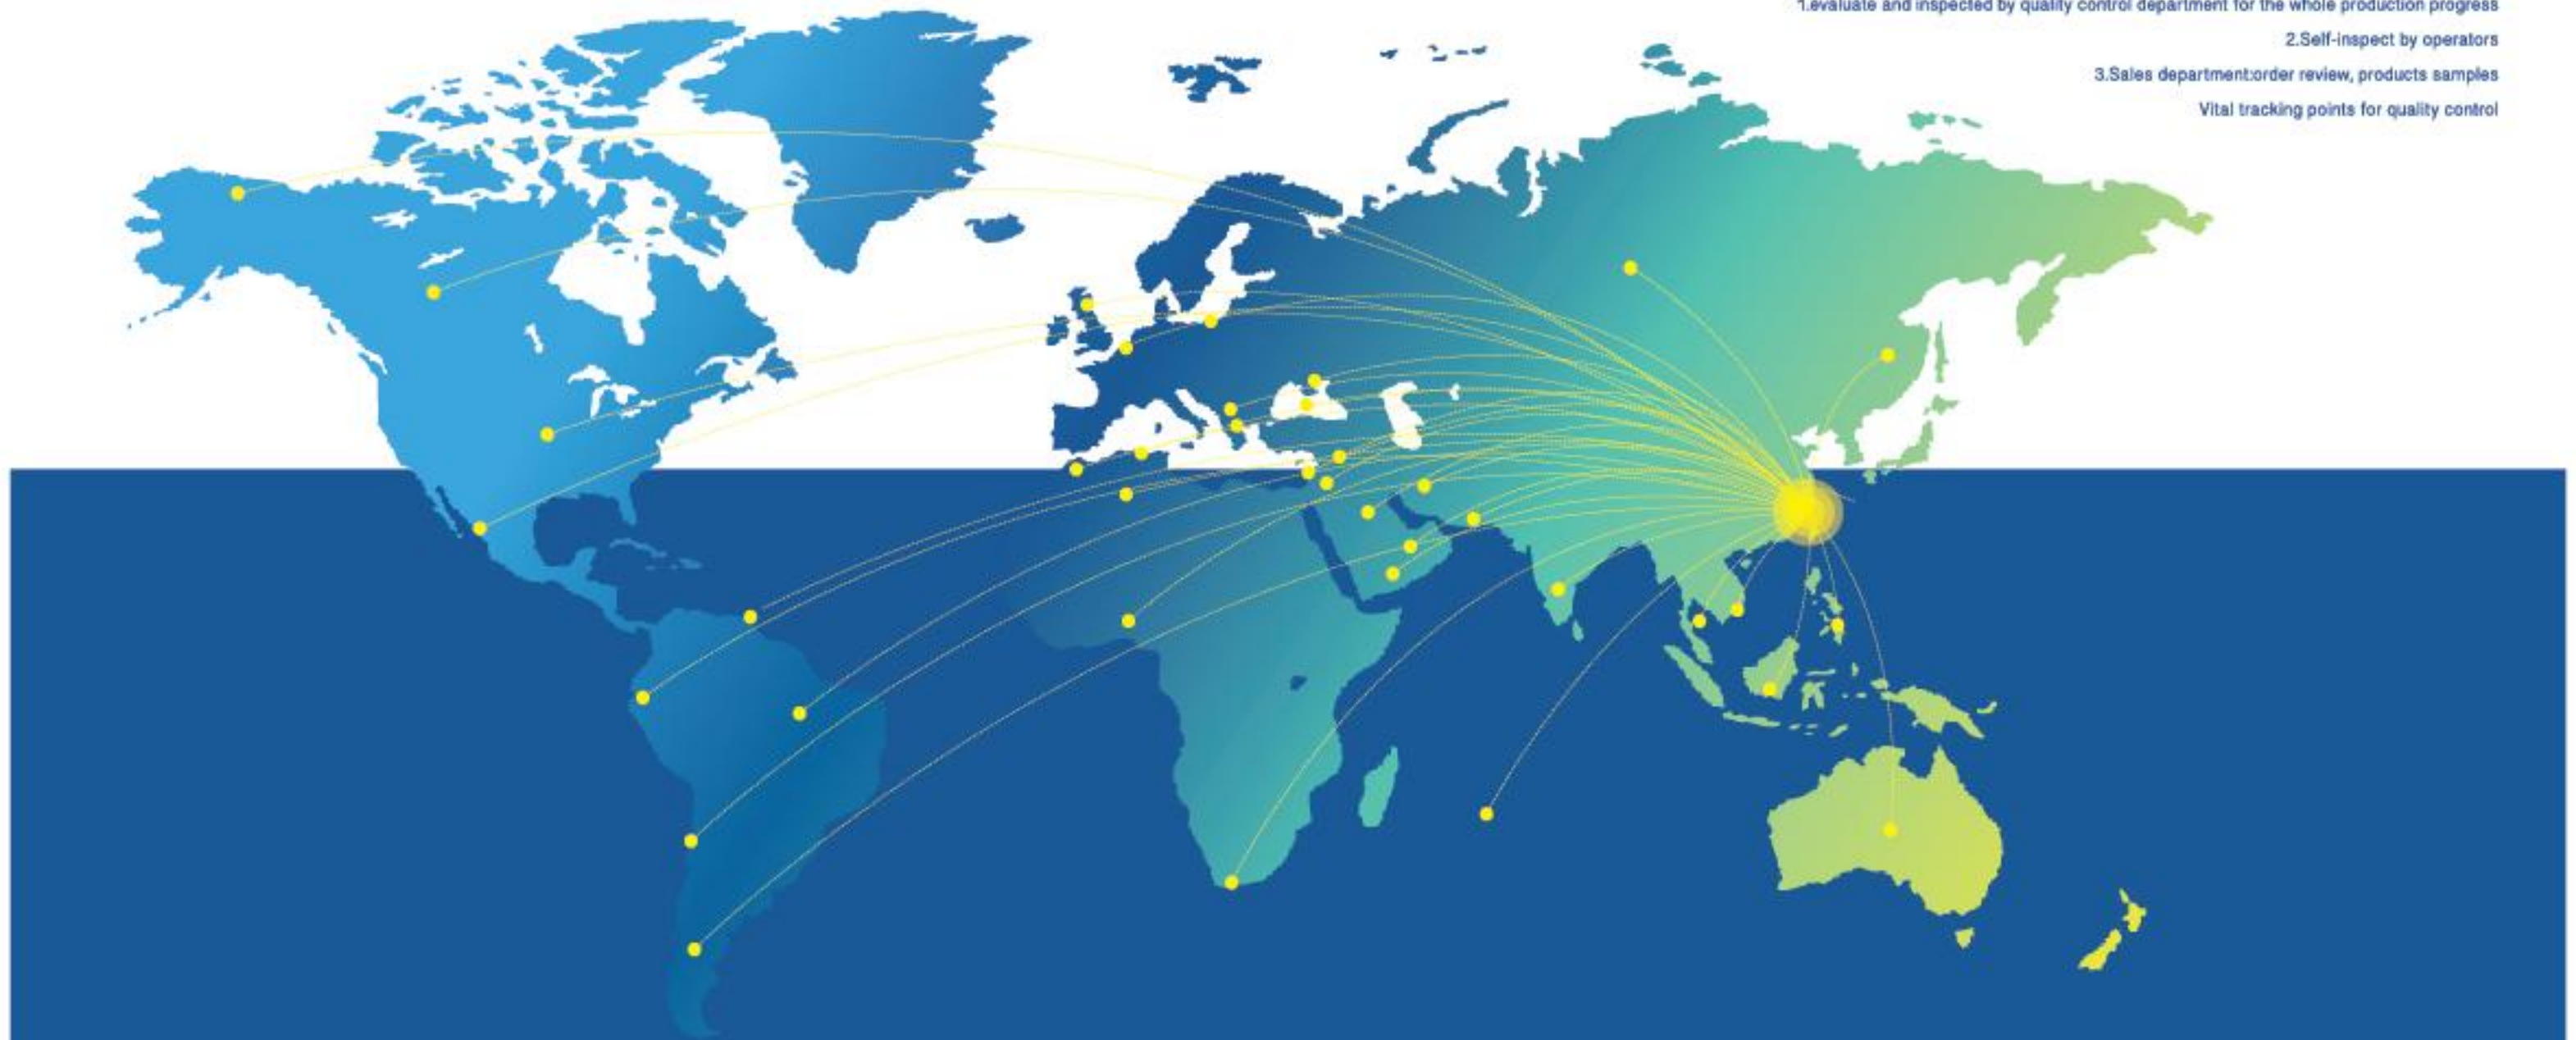 1.evaluate and inspected by quality control department for the whole production progress
2.Self-inspect by operators
3.Sales department:order review, products samples
Vital tracking points for quality control